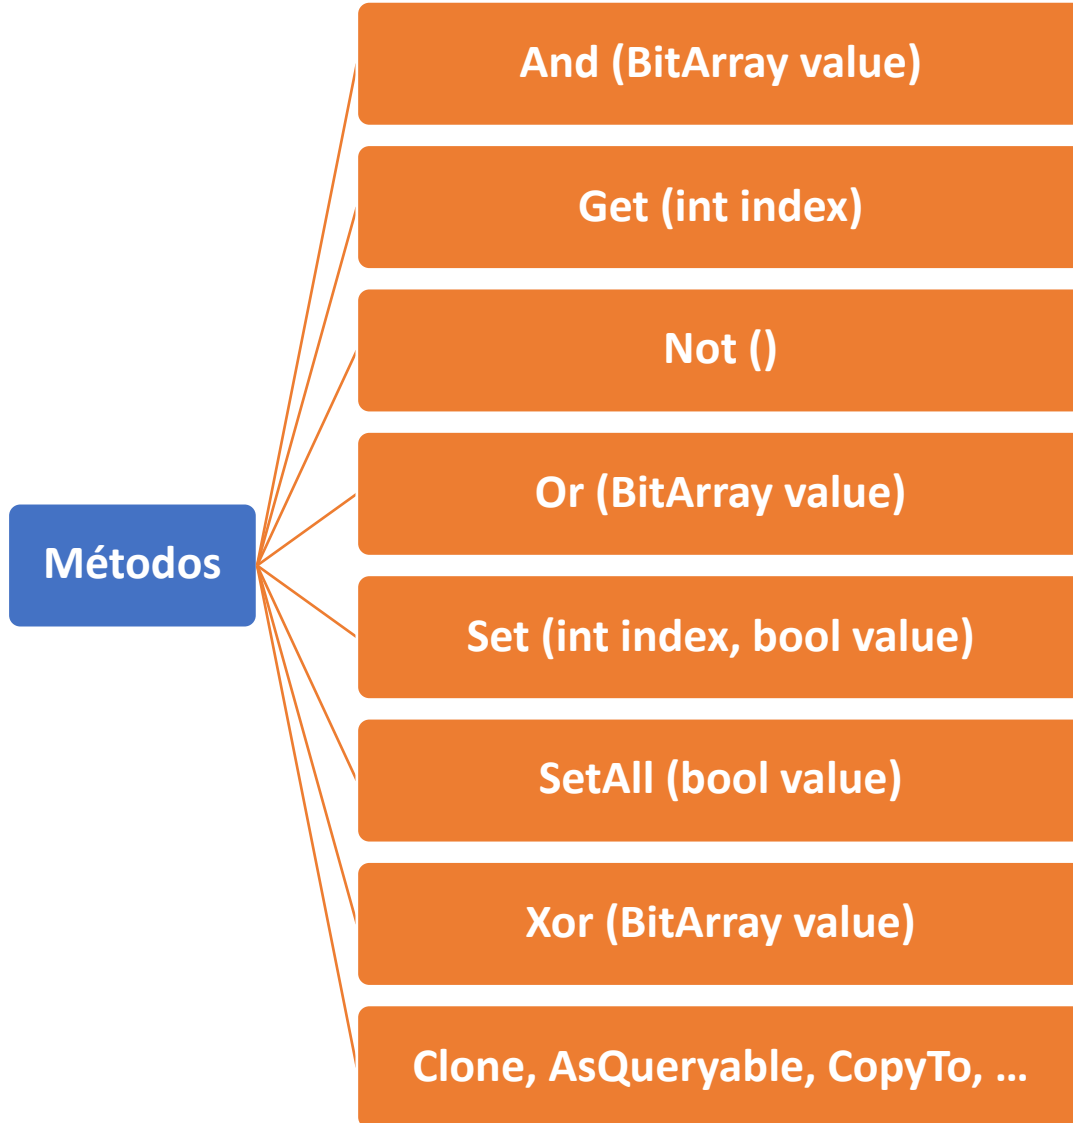 And (BitArray value)
Get (int index)
Not ()
Or (BitArray value)
Métodos
Set (int index, bool value)
SetAll (bool value)
Xor (BitArray value)
Clone, AsQueryable, CopyTo, ...